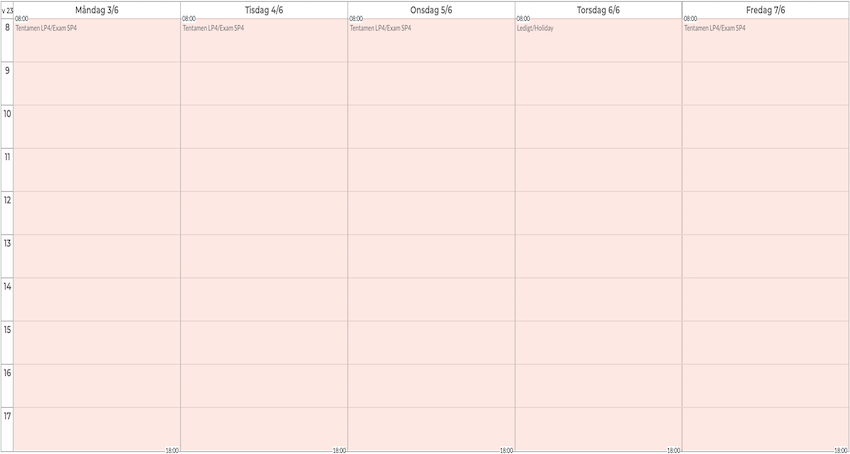 v 23
Måndag 3/6
Tisdag 4/6
Onsdag 5/6
Torsdag 6/6
Fredag 7/6
08:00
08:00
08:00
08:00
08:00
8
Tentamen LP4/Exam SP4
Tentamen LP4/Exam SP4
Tentamen LP4/Exam SP4
Ledigt/Holiday
Tentamen LP4/Exam SP4
9
10
11
12
13
14
15
16
17
18:00
18:00
18:00
18:00
18:00